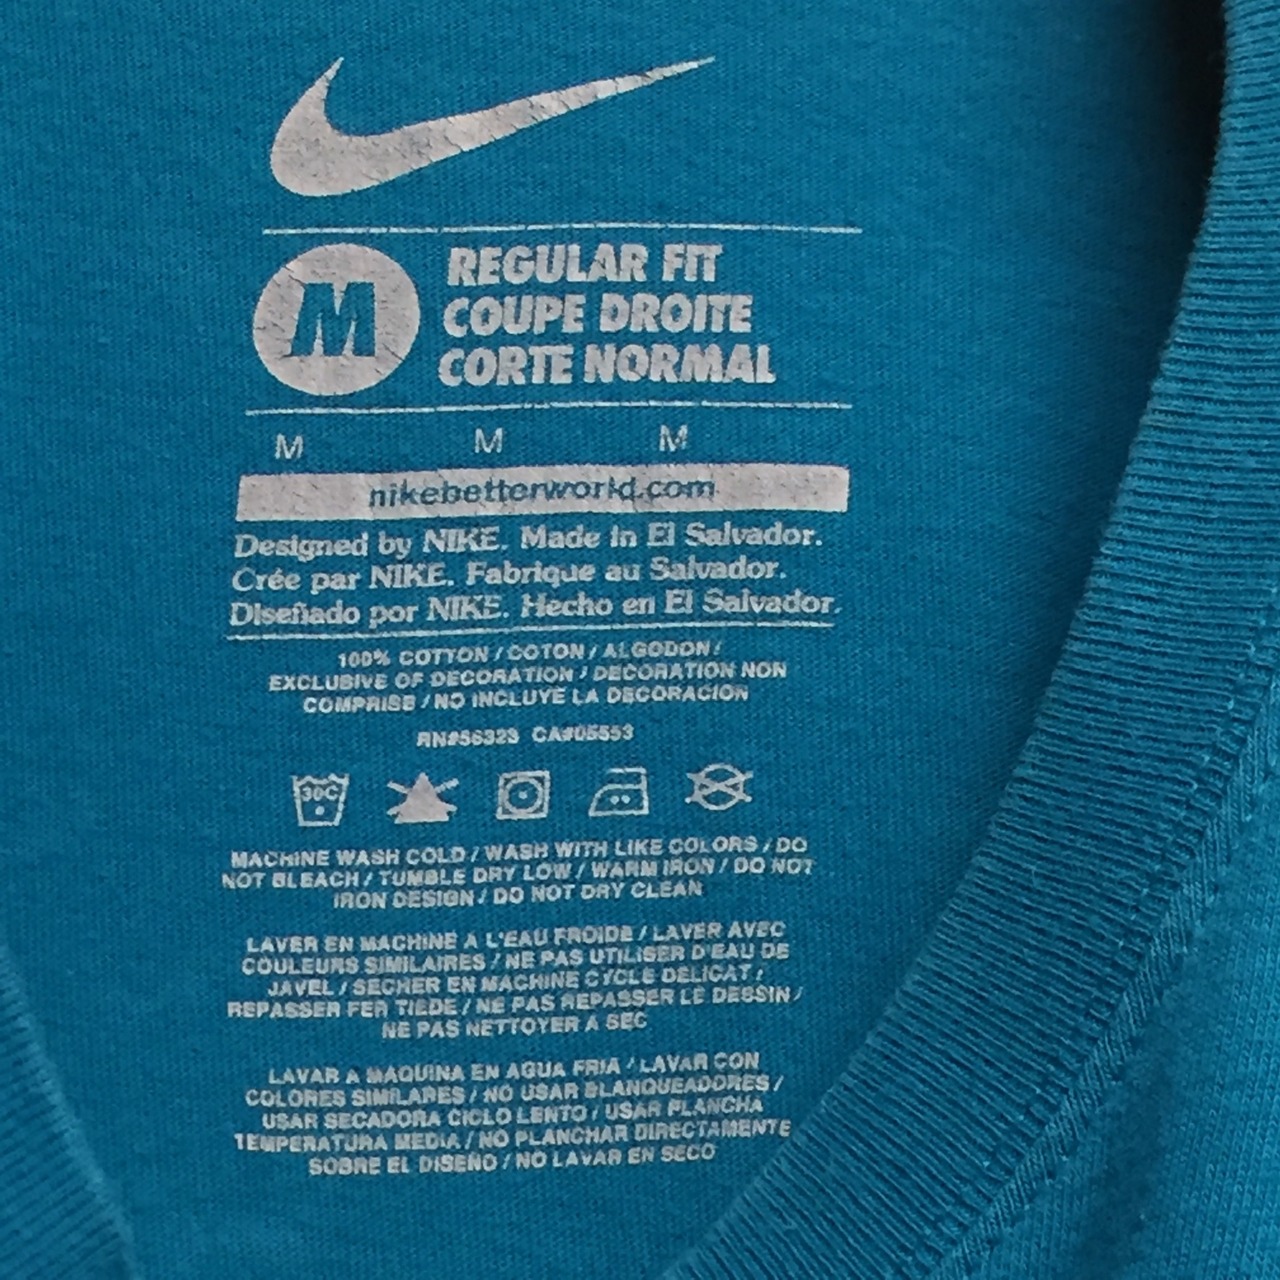 M
REGULAR FIT
COUPE DROITE
CORTE NORMAL
M M M
nikebetterworld.com
Designed by NIKE. Made in El Salvador.
Crée par NIKE. Fabrique au Salvador.
Diseñado por NIKE. Hecho en El Salvador.
100% COTTON / COTON / ALGODON /
EXCLUSIVE OF DECORATION / DECORATION NON
COMPRISE / NO INCLUYE LA DECORACION
RN#56323 CA#05553
30C
MACHINE WASH COLD / WASH WITH LIKE COLORS / DO
NOT BLEACH / TUMBLE DRY LOW / WARM IRON / DO NOT
IRON DESIGN / DO NOT DRY CLEAN
LAVER EN MACHINE A L'EAU FROIDE / LAVER AVEC
COULEURS SIMILAIRES / NE PAS UTILISER D'EAU DE
JAVEL / SECHER EN MACHINE CYCLE DELICAT /
REPASSER FER TIEDE / NE PAS REPASSER LE DESSIN /
NE PAS NETTOYER A SEC
LAVAR A MAQUINA EN AGUA FRIA / LAVAR CON
COLORES SIMILARES / NO USAR BLANQUEADORES /
USAR SECADORA CICLO LENTO / USAR PLANCHA
TEMPERATURA MEDIA / NO PLANCHAR DIRECTAMENTE
SOBRE EL DISENO / NO LAVAR EN SECO